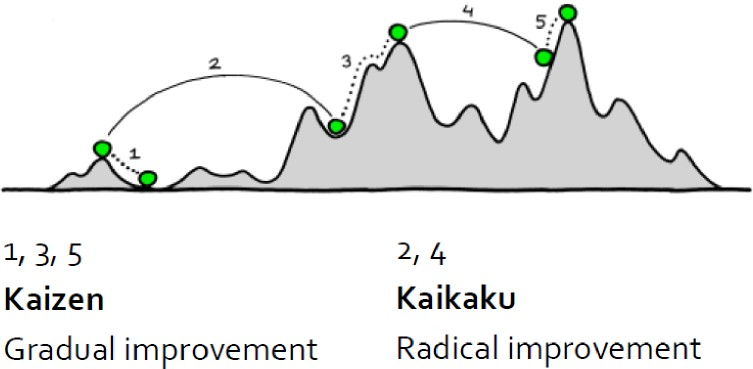 5
4
3
2
1
1, 3, 5
Kaizen
Gradual improvement
2, 4
Kaikaku
Radical improvement